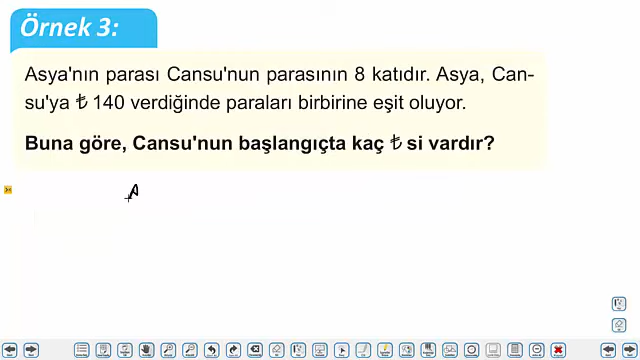 Örnek 3:
Asya'nın parası Cansu'nun parasının 8 katıdır. Asya, Can-
su'ya ₺ 140 verdiğinde paraları birbirine eşit oluyor.
Buna göre, Cansu'nun başlangıçta kaç ₺ si vardır?
A